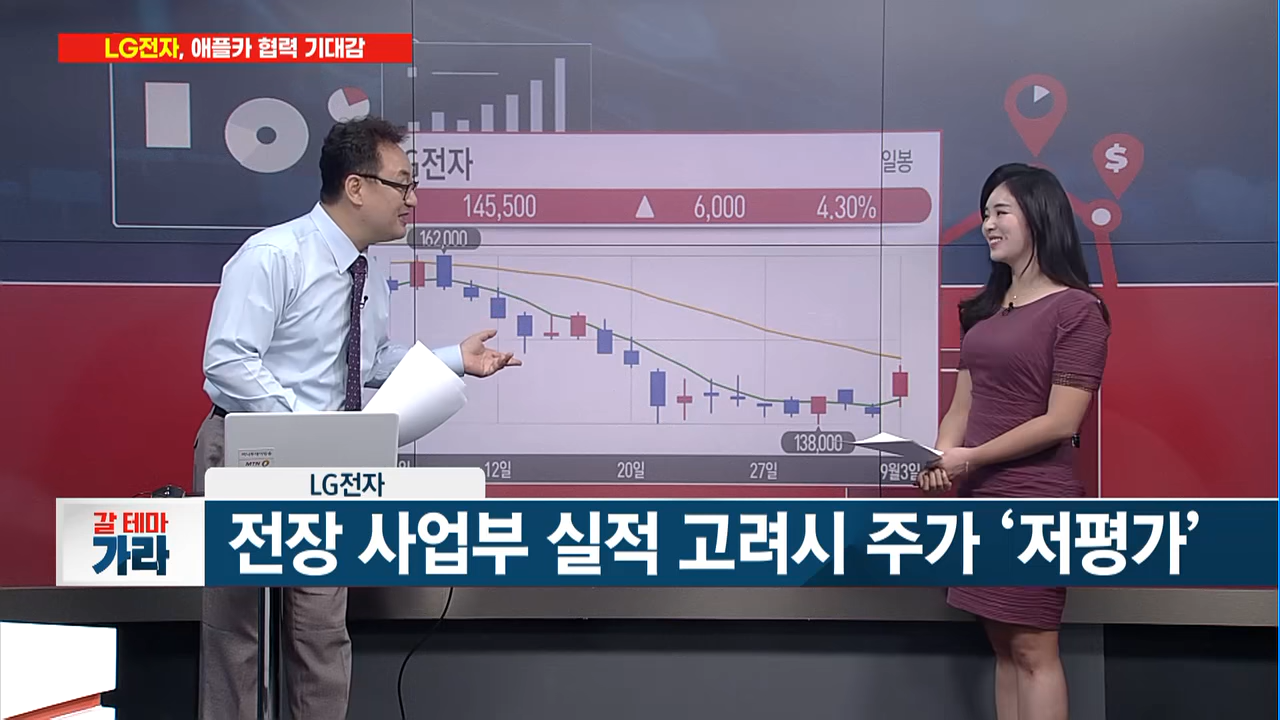 LG전자, 애플카 협력 기대감
G전자
일봉
145,500 ▲ 6,000 4.30%
162,000
$
138,000
일 12일 20일 27일 9월3일
MTN
LG전자
갈 테마
가라
전장 사업부 실적 고려시 주가 ‘저평가’